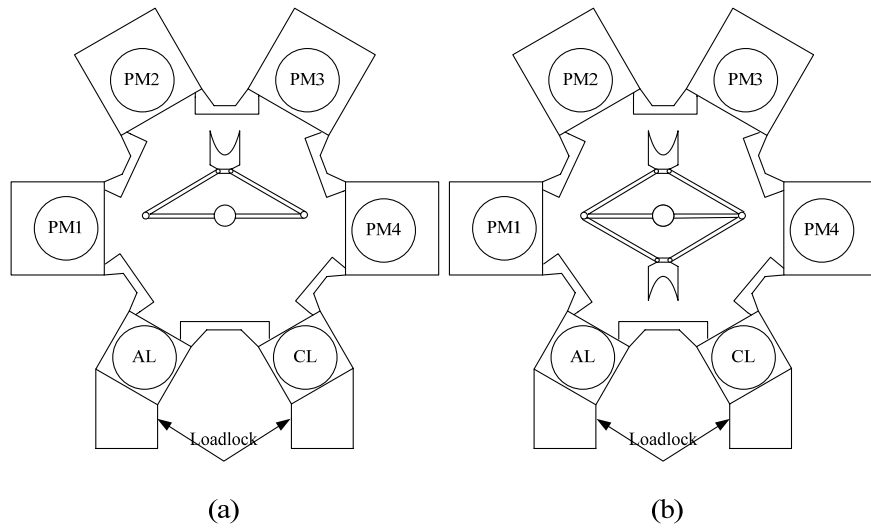 PM2 PM3 PM2 PM3
PM1 PM4 PM1 PM4
AL CL AL CL
Loadlock Loadlock
(a) (b)